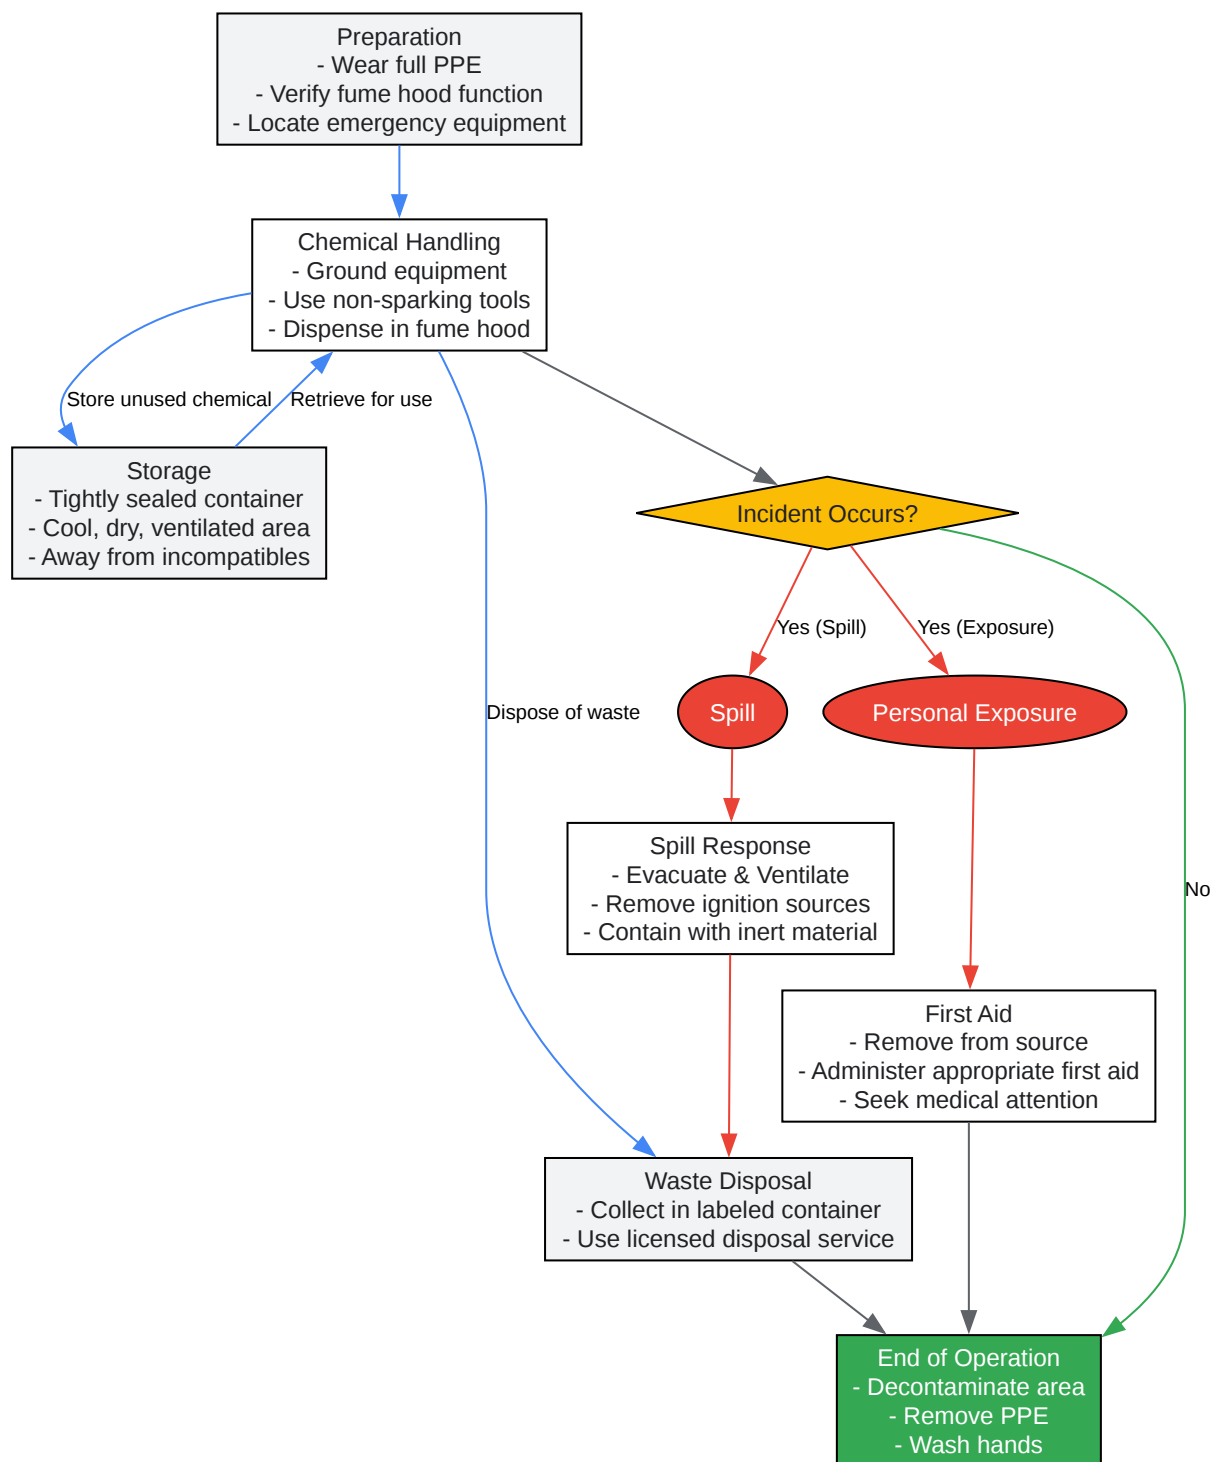 Preparation
- Wear full PPE
- Verify fume hood function
- Locate emergency equipment
Chemical Handling
- Ground equipment
- Use non-sparking tools
- Dispense in fume hood
Store unused chemical
Retrieve for use
Storage
- Tightly sealed container
- Cool, dry, ventilated area
- Away from incompatibles
Incident Occurs?
Yes (Spill)
Yes (Exposure)
Dispose of waste
Spill
Personal Exposure
Spill Response
- Evacuate & Ventilate
- Remove ignition sources
- Contain with inert material
No
First Aid
- Remove from source
- Administer appropriate first aid
- Seek medical attention
Waste Disposal
- Collect in labeled container
- Use licensed disposal service
End of Operation
- Decontaminate area
- Remove PPE
- Wash hands